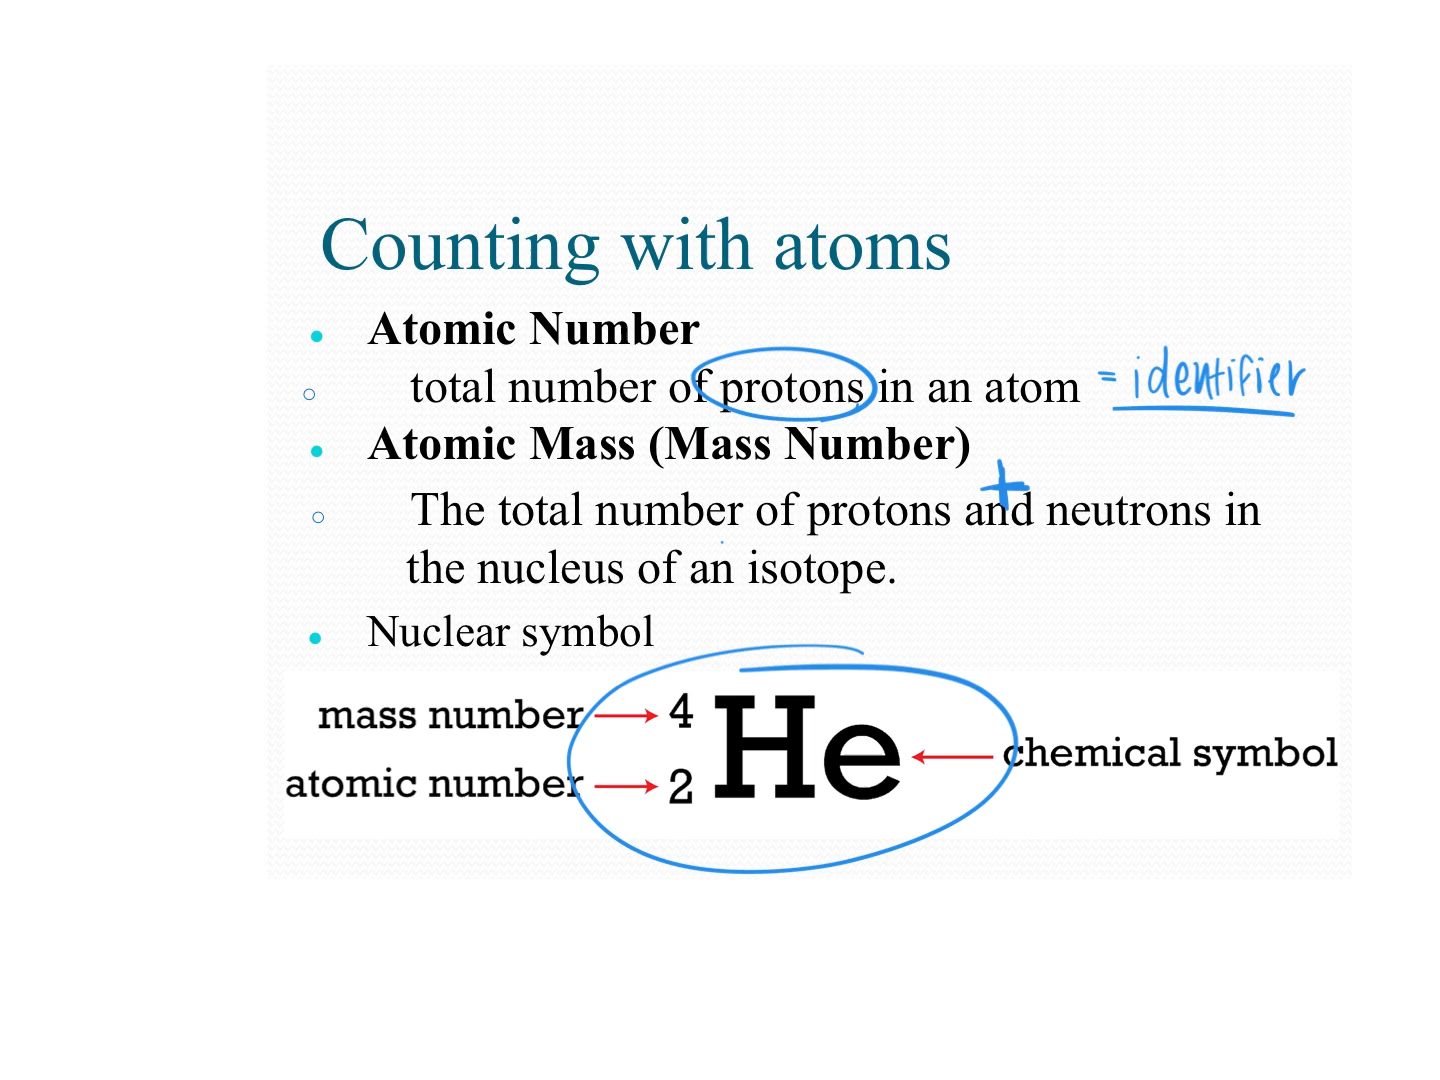 Counting with atoms
Atomic Number
total number of protons in an atom = identifier
Atomic Mass (Mass Number)
+
The total number of protons and neutrons in
the nucleus of an isotope.
Nuclear symbol
mass number 4 He
atomic number 2
chemical symbol